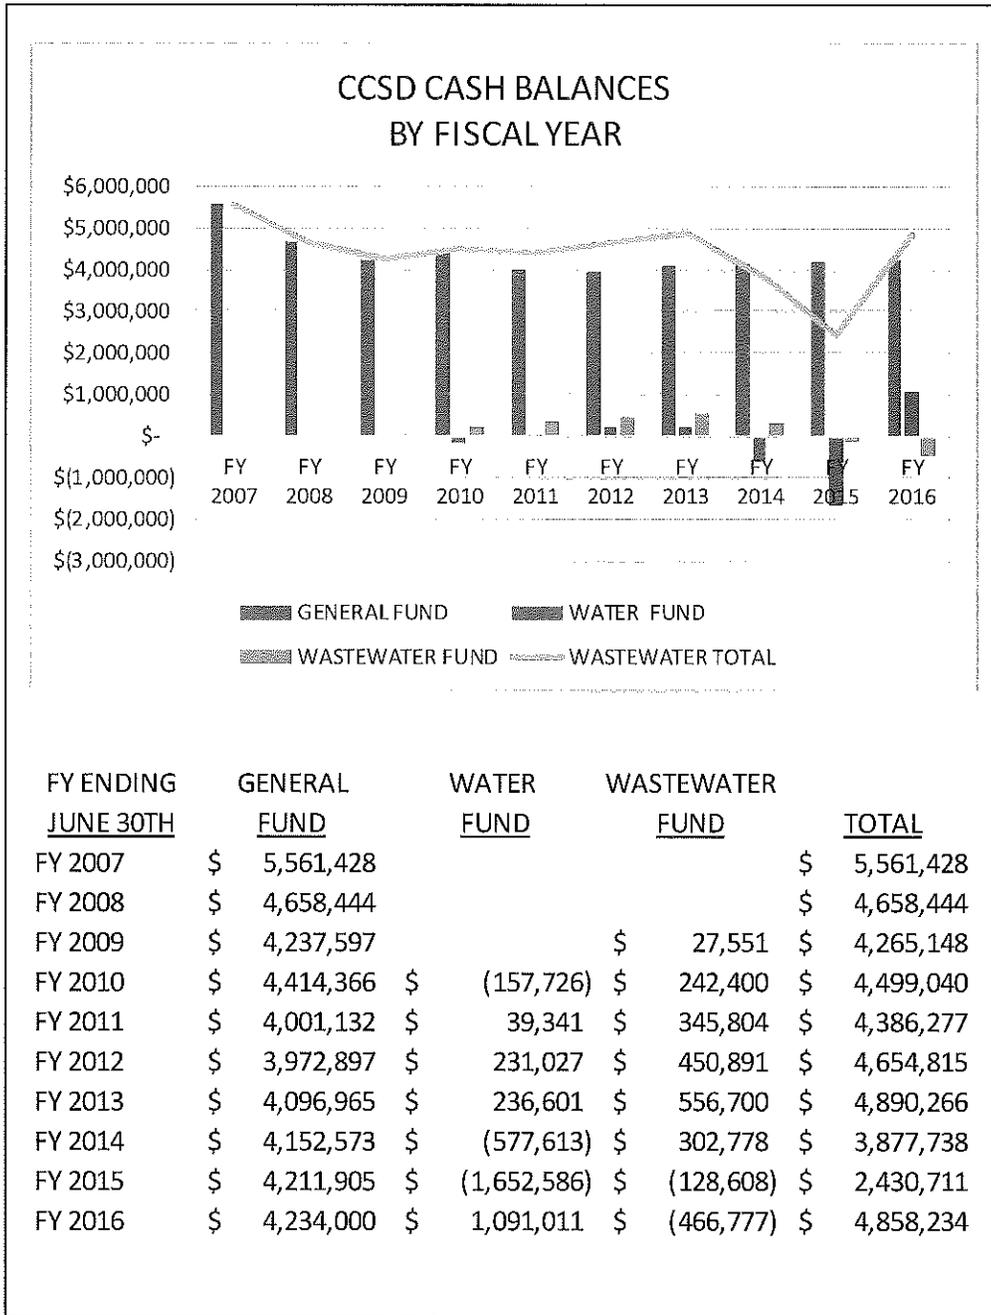 CCSD CASH BALANCES
BY FISCAL YEAR
$6,000,000
$5,000,000
$4,000,000
$3,000,000
$2,000,000
$1,000,000
$-
$(1,000,000)
$(2,000,000)
$(3,000,000)
FY FY FY FY FY FY FY FY FY FY
2007 2008 2009 2010 2011 2012 2013 2014 2015 2016
GENERAL FUND WATER FUND
WASTEWATER FUND WASTEWATER TOTAL
FY ENDING GENERAL WATER WASTEWATER
JUNE 30TH FUND FUND FUND TOTAL
FY 2007 $ 5,561,428 $ 5,561,428
FY 2008 $ 4,658,444 $ 4,658,444
FY 2009 $ 4,237,597 $ 27,551 $ 4,265,148
FY 2010 $ 4,414,366 $ (157,726) $ 242,400 $ 4,499,040
FY 2011 $ 4,001,132 $ 39,341 $ 345,804 $ 4,386,277
FY 2012 $ 3,972,897 $ 231,027 $ 450,891 $ 4,654,815
FY 2013 $ 4,096,965 $ 236,601 $ 556,700 $ 4,890,266
FY 2014 $ 4,152,573 $ (577,613) $ 302,778 $ 3,877,738
FY 2015 $ 4,211,905 $ (1,652,586) $ (128,608) $ 2,430,711
FY 2016 $ 4,234,000 $ 1,091,011 $ (466,777) $ 4,858,234